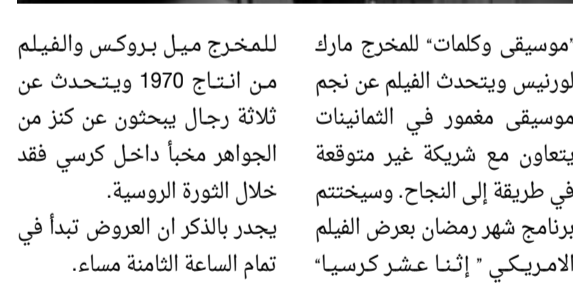 "موسيقى وكلمات" للمخرج مارك
لورنيس ويتحدث الفيلم عن نجم
موسيقى مغمور في الثمانينات
يتعاون مع شريكة غير متوقعة
في طريقة إلى النجاح. وسيختتم
برنامج شهر رمضان بعرض الفيلم
الامريكي " إثنا عشر كرسيا"
للمخرج ميل بروكس والفيلم
من انتاج 1970 ويتحدث عن
ثلاثة رجال يبحثون عن كنز من
الجواهر مخبأ داخل كرسي فقد
خلال الثورة الروسية.
يجدر بالذكر ان العروض تبدأ في
تمام الساعة الثامنة مساء.